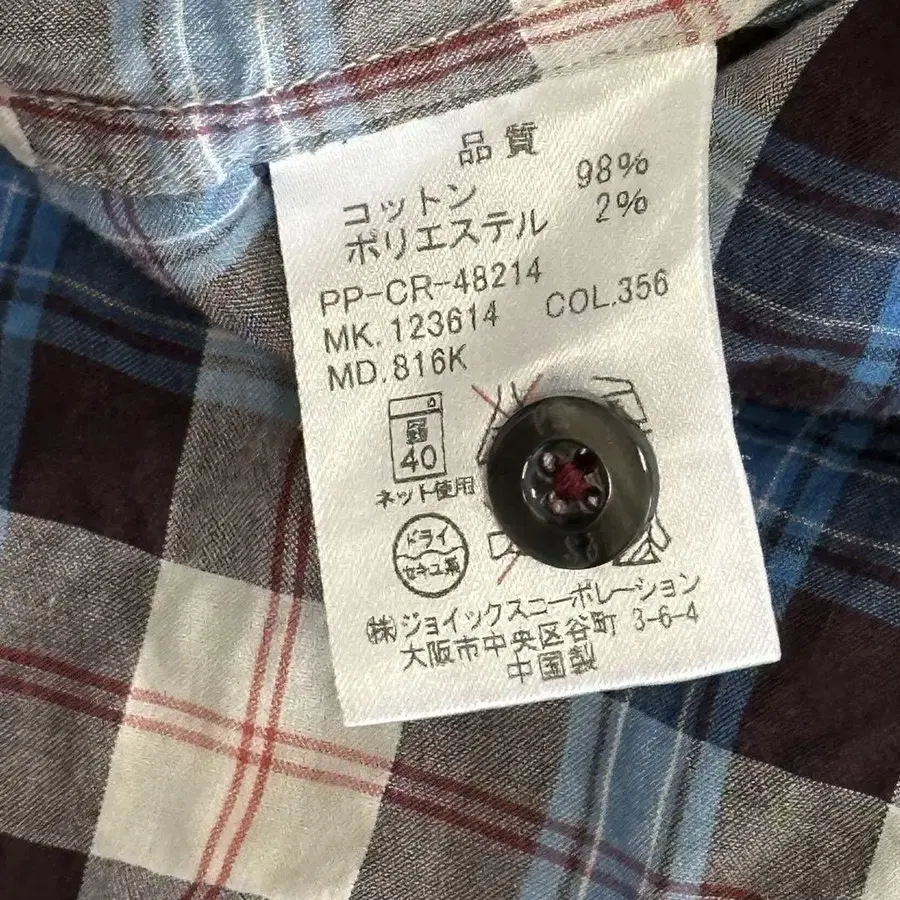 品質
コットン 98%
ポリエステル 2%
PP-CR-48214
MK. 123614 COL.356
MD. 816K
40
ネット使用
ドライ
セキユ系
㈱ジョイックスコーポレーション
大阪市中央区谷町 3-6-4
中国製